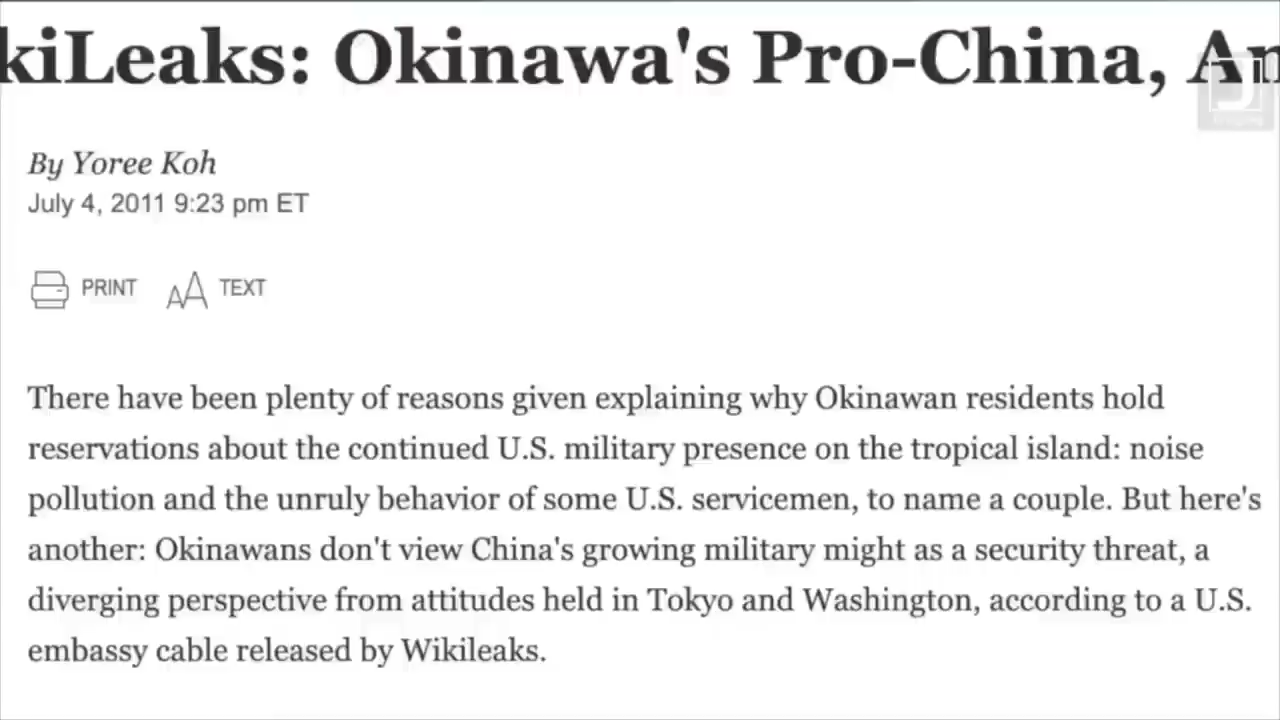 kiLeaks: Okinawa's Pro-China, An
By Yoree Koh
July 4, 2011 9:23 pm ET
PRINT TEXT
There have been plenty of reasons given explaining why Okinawan residents hold
reservations about the continued U.S. military presence on the tropical island: noise
pollution and the unruly behavior of some U.S. servicemen, to name a couple. But here's
another: Okinawans don't view China's growing military might as a security threat, a
diverging perspective from attitudes held in Tokyo and Washington, according to a U.S.
embassy cable released by Wikileaks.